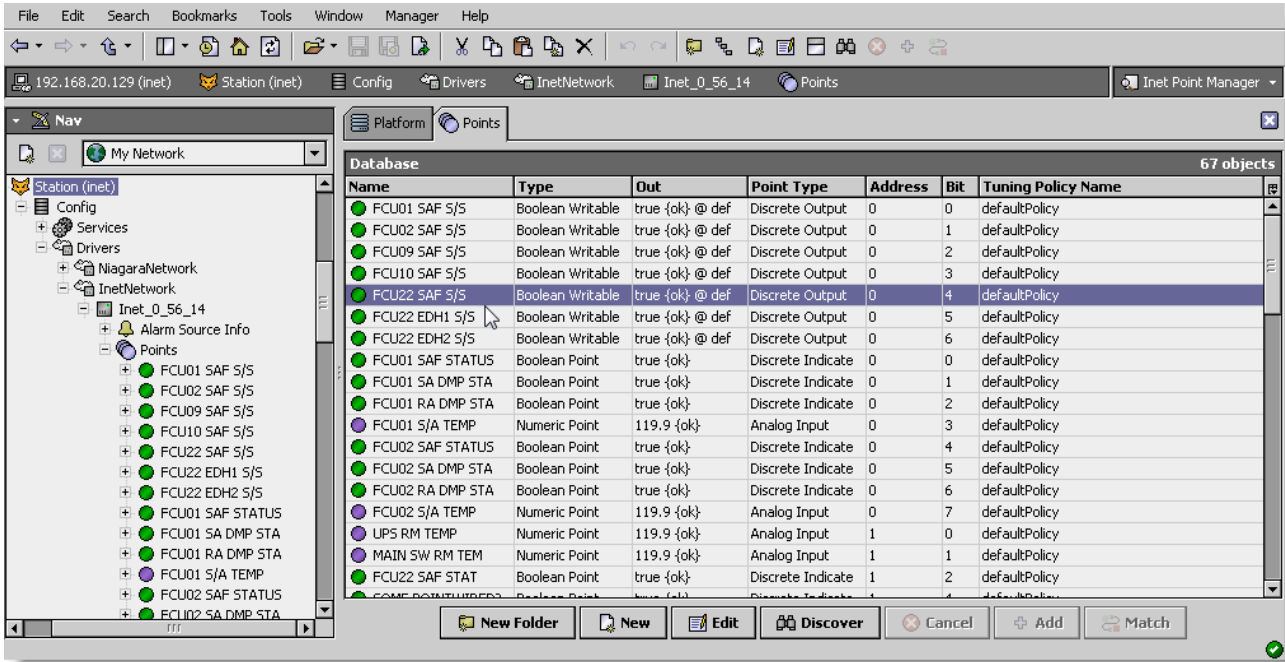 File Edit Search Bookmarks Tools Window Manager Help
192.168.20.129 (inet) Station (inet) Config Drivers InetNetwork Inet_0_56_14 Points Inet Point Manager
Nav
My Network
Station (inet)
Config
Services
Drivers
NiagaraNetwork
InetNetwork
Inet_0_56_14
Alarm Source Info
Points
FCU01 SAF S/S
FCU02 SAF S/S
FCU09 SAF S/S
FCU10 SAF S/S
FCU22 SAF S/S
FCU22 EDH1 S/S
FCU22 EDH2 S/S
FCU01 SAF STATUS
FCU01 SA DMP STA
FCU01 RA DMP STA
FCU01 S/A TEMP
FCU02 SAF STATUS
FCU02 SA DMP STA
Platform Points
Database 67 objects
Name Type Out Point Type Address Bit Tuning Policy Name
FCU01 SAF S/S Boolean Writable true {ok} @ def Discrete Output 0 0 defaultPolicy
FCU02 SAF S/S Boolean Writable true {ok} @ def Discrete Output 0 1 defaultPolicy
FCU09 SAF S/S Boolean Writable true {ok} @ def Discrete Output 0 2 defaultPolicy
FCU10 SAF S/S Boolean Writable true {ok} @ def Discrete Output 0 3 defaultPolicy
FCU22 SAF S/S Boolean Writable true {ok} @ def Discrete Output 0 4 defaultPolicy
FCU22 EDH1 S/S Boolean Writable true {ok} @ def Discrete Output 0 5 defaultPolicy
FCU22 EDH2 S/S Boolean Writable true {ok} @ def Discrete Output 0 6 defaultPolicy
FCU01 SAF STATUS Boolean Point true {ok} Discrete Indicate 0 0 defaultPolicy
FCU01 SA DMP STA Boolean Point true {ok} Discrete Indicate 0 1 defaultPolicy
FCU01 RA DMP STA Boolean Point true {ok} Discrete Indicate 0 2 defaultPolicy
FCU01 S/A TEMP Numeric Point 119.9 {ok} Analog Input 0 3 defaultPolicy
FCU02 SAF STATUS Boolean Point true {ok} Discrete Indicate 0 4 defaultPolicy
FCU02 SA DMP STA Boolean Point true {ok} Discrete Indicate 0 5 defaultPolicy
FCU02 RA DMP STA Boolean Point true {ok} Discrete Indicate 0 6 defaultPolicy
FCU02 S/A TEMP Numeric Point 119.9 {ok} Analog Input 0 7 defaultPolicy
UPS RM TEMP Numeric Point 119.9 {ok} Analog Input 1 0 defaultPolicy
MAIN SW RM TEM Numeric Point 119.9 {ok} Analog Input 1 1 defaultPolicy
FCU22 SAF STAT Boolean Point true {ok} Discrete Indicate 1 2 defaultPolicy
New Folder New Edit Discover Cancel Add Match